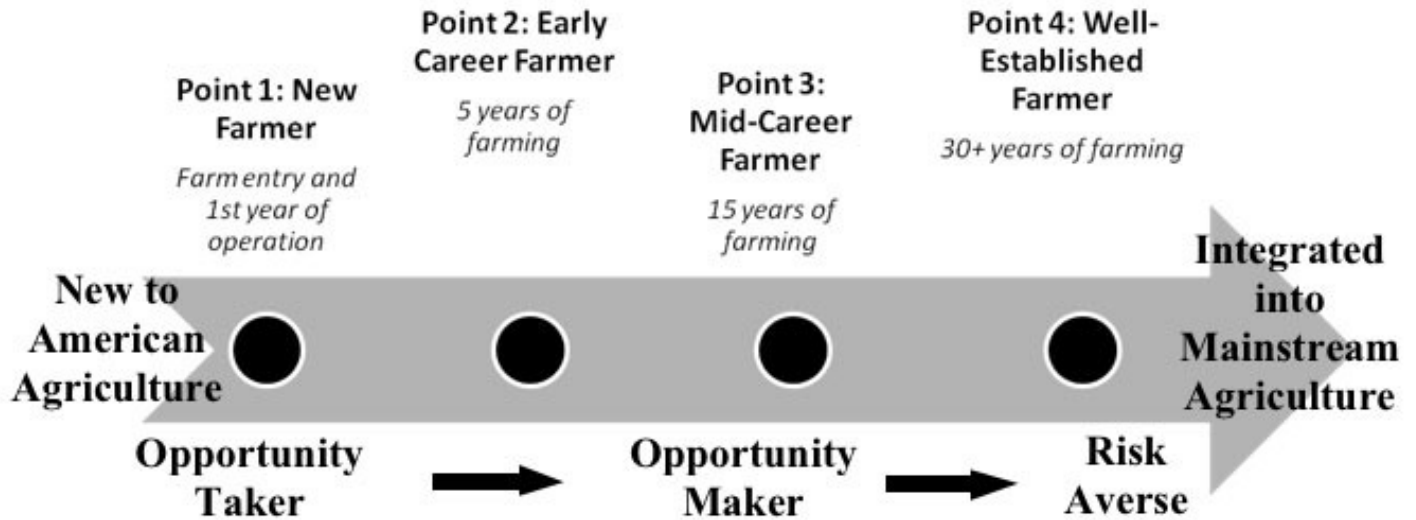 Point 1: New
Farmer
Farm entry and
1st year of
operation
Point 2: Early
Career Farmer
5 years of
farming
Point 3:
Mid-Career
Farmer
15 years of
farming
Point 4: Well-
Established
Farmer
30+ years of farming
New to
American
Agriculture
Integrated
into
Mainstream
Agriculture
Opportunity
Taker
Opportunity
Maker
Risk
Averse